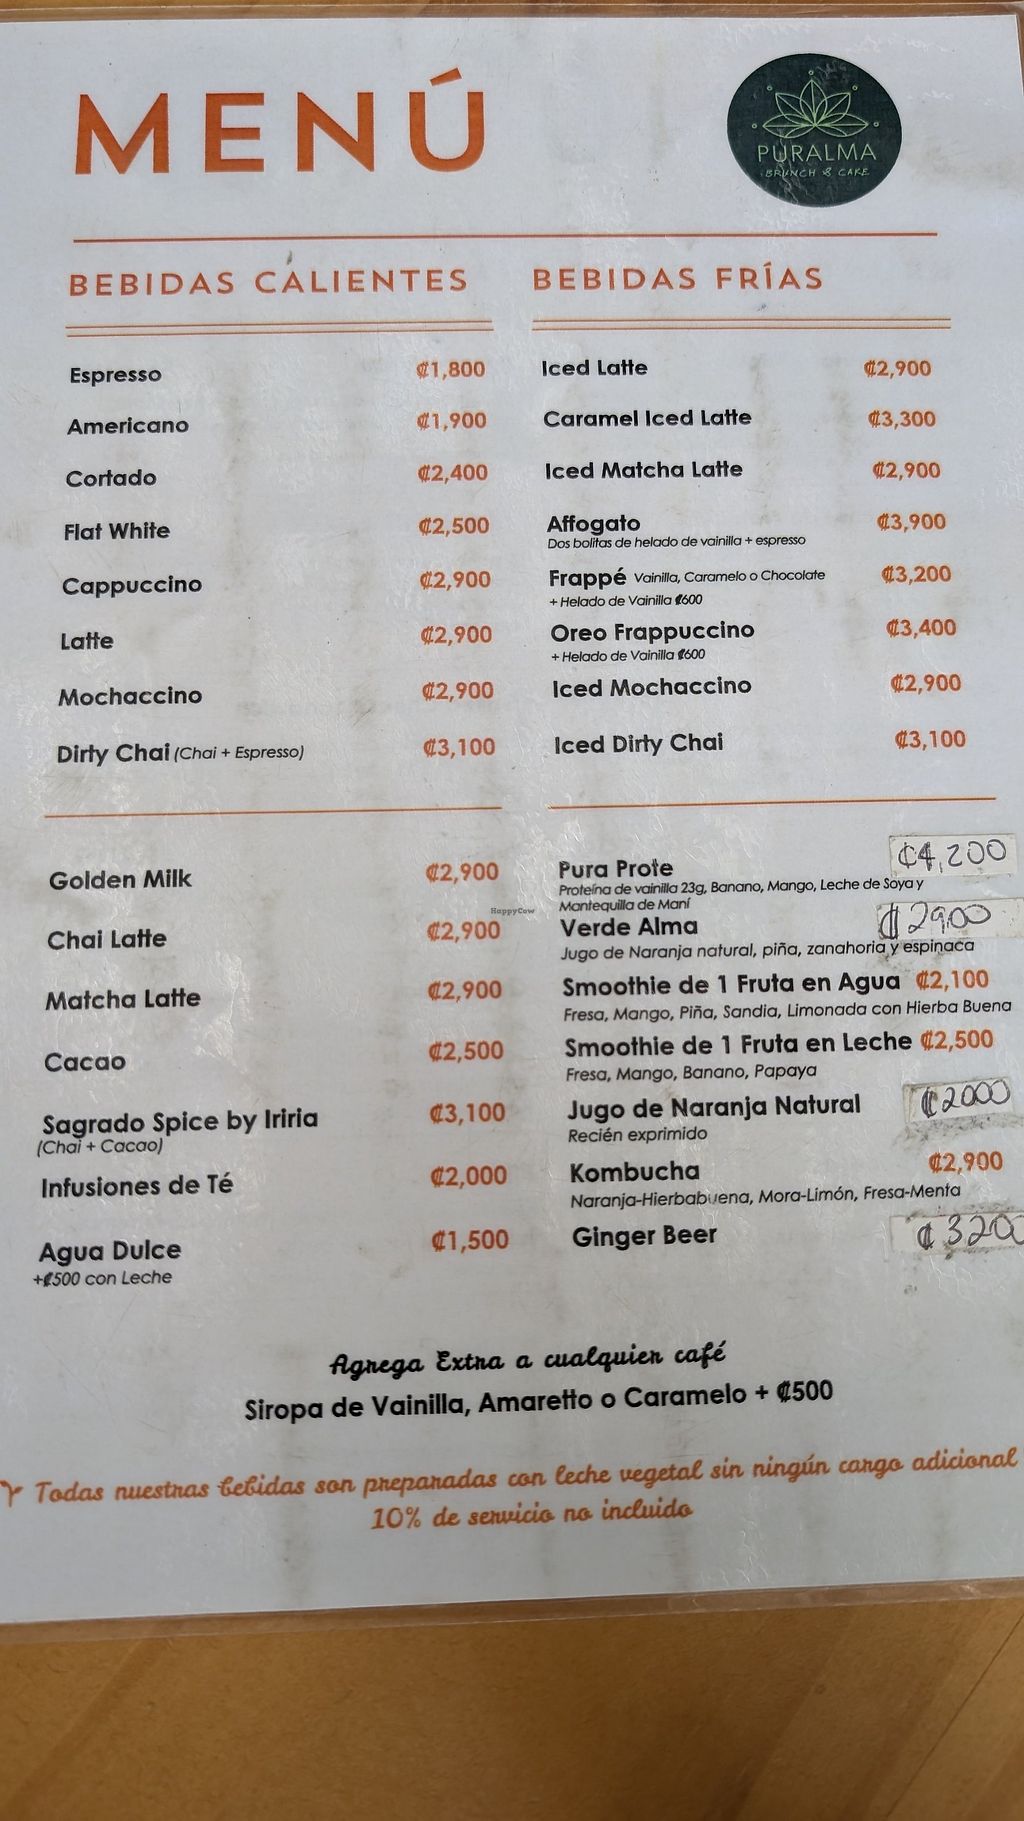 MENÚ
PURALMA
BRUNCH & CAKE
BEBIDAS CALIENTES
Espresso ₡1,800
Americano ₡1,900
Cortado ₡2,400
Flat White ₡2,500
Cappuccino ₡2,900
Latte ₡2,900
Mochaccino ₡2,900
Dirty Chai (Chai + Espresso) ₡3,100
Golden Milk ₡2,900
Chai Latte ₡2,900
Matcha Latte ₡2,900
Cacao ₡2,500
Sagrado Spice by Iriria ₡3,100
(Chai + Cacao)
Infusiones de Té ₡2,000
Agua Dulce ₡1,500
+₡500 con Leche
BEBIDAS FRÍAS
Iced Latte ₡2,900
Caramel Iced Latte ₡3,300
Iced Matcha Latte ₡2,900
Affogato ₡3,900
Dos bolitas de helado de vainilla + espresso
Frappé Vainilla, Caramelo o Chocolate ₡3,200
+ Helado de Vainilla ₡600
Oreo Frappuccino ₡3,400
+ Helado de Vainilla ₡600
Iced Mochaccino ₡2,900
Iced Dirty Chai ₡3,100
Pura Prote ₡4,200
Proteína de vainilla 23g, Banano, Mango, Leche de Soya y
Mantequilla de Maní
Verde Alma ₡2900
Jugo de Naranja natural, piña, zanahoria y espinaca
Smoothie de 1 Fruta en Agua ₡2,100
Fresa, Mango, Piña, Sandia, Limonada con Hierba Buena
Smoothie de 1 Fruta en Leche ₡2,500
Fresa, Mango, Banano, Papaya
Jugo de Naranja Natural ₡2000
Recién exprimido
Kombucha ₡2,900
Naranja-Hierbabuena, Mora-Limón, Fresa-Menta
Ginger Beer ₡3200
HappyCow
Agrega Extra a cualquier café
Siropa de Vainilla, Amaretto o Caramelo + ₡500
Todas nuestras bebidas son preparadas con leche vegetal sin ningún cargo adicional
10% de servicio no incluido